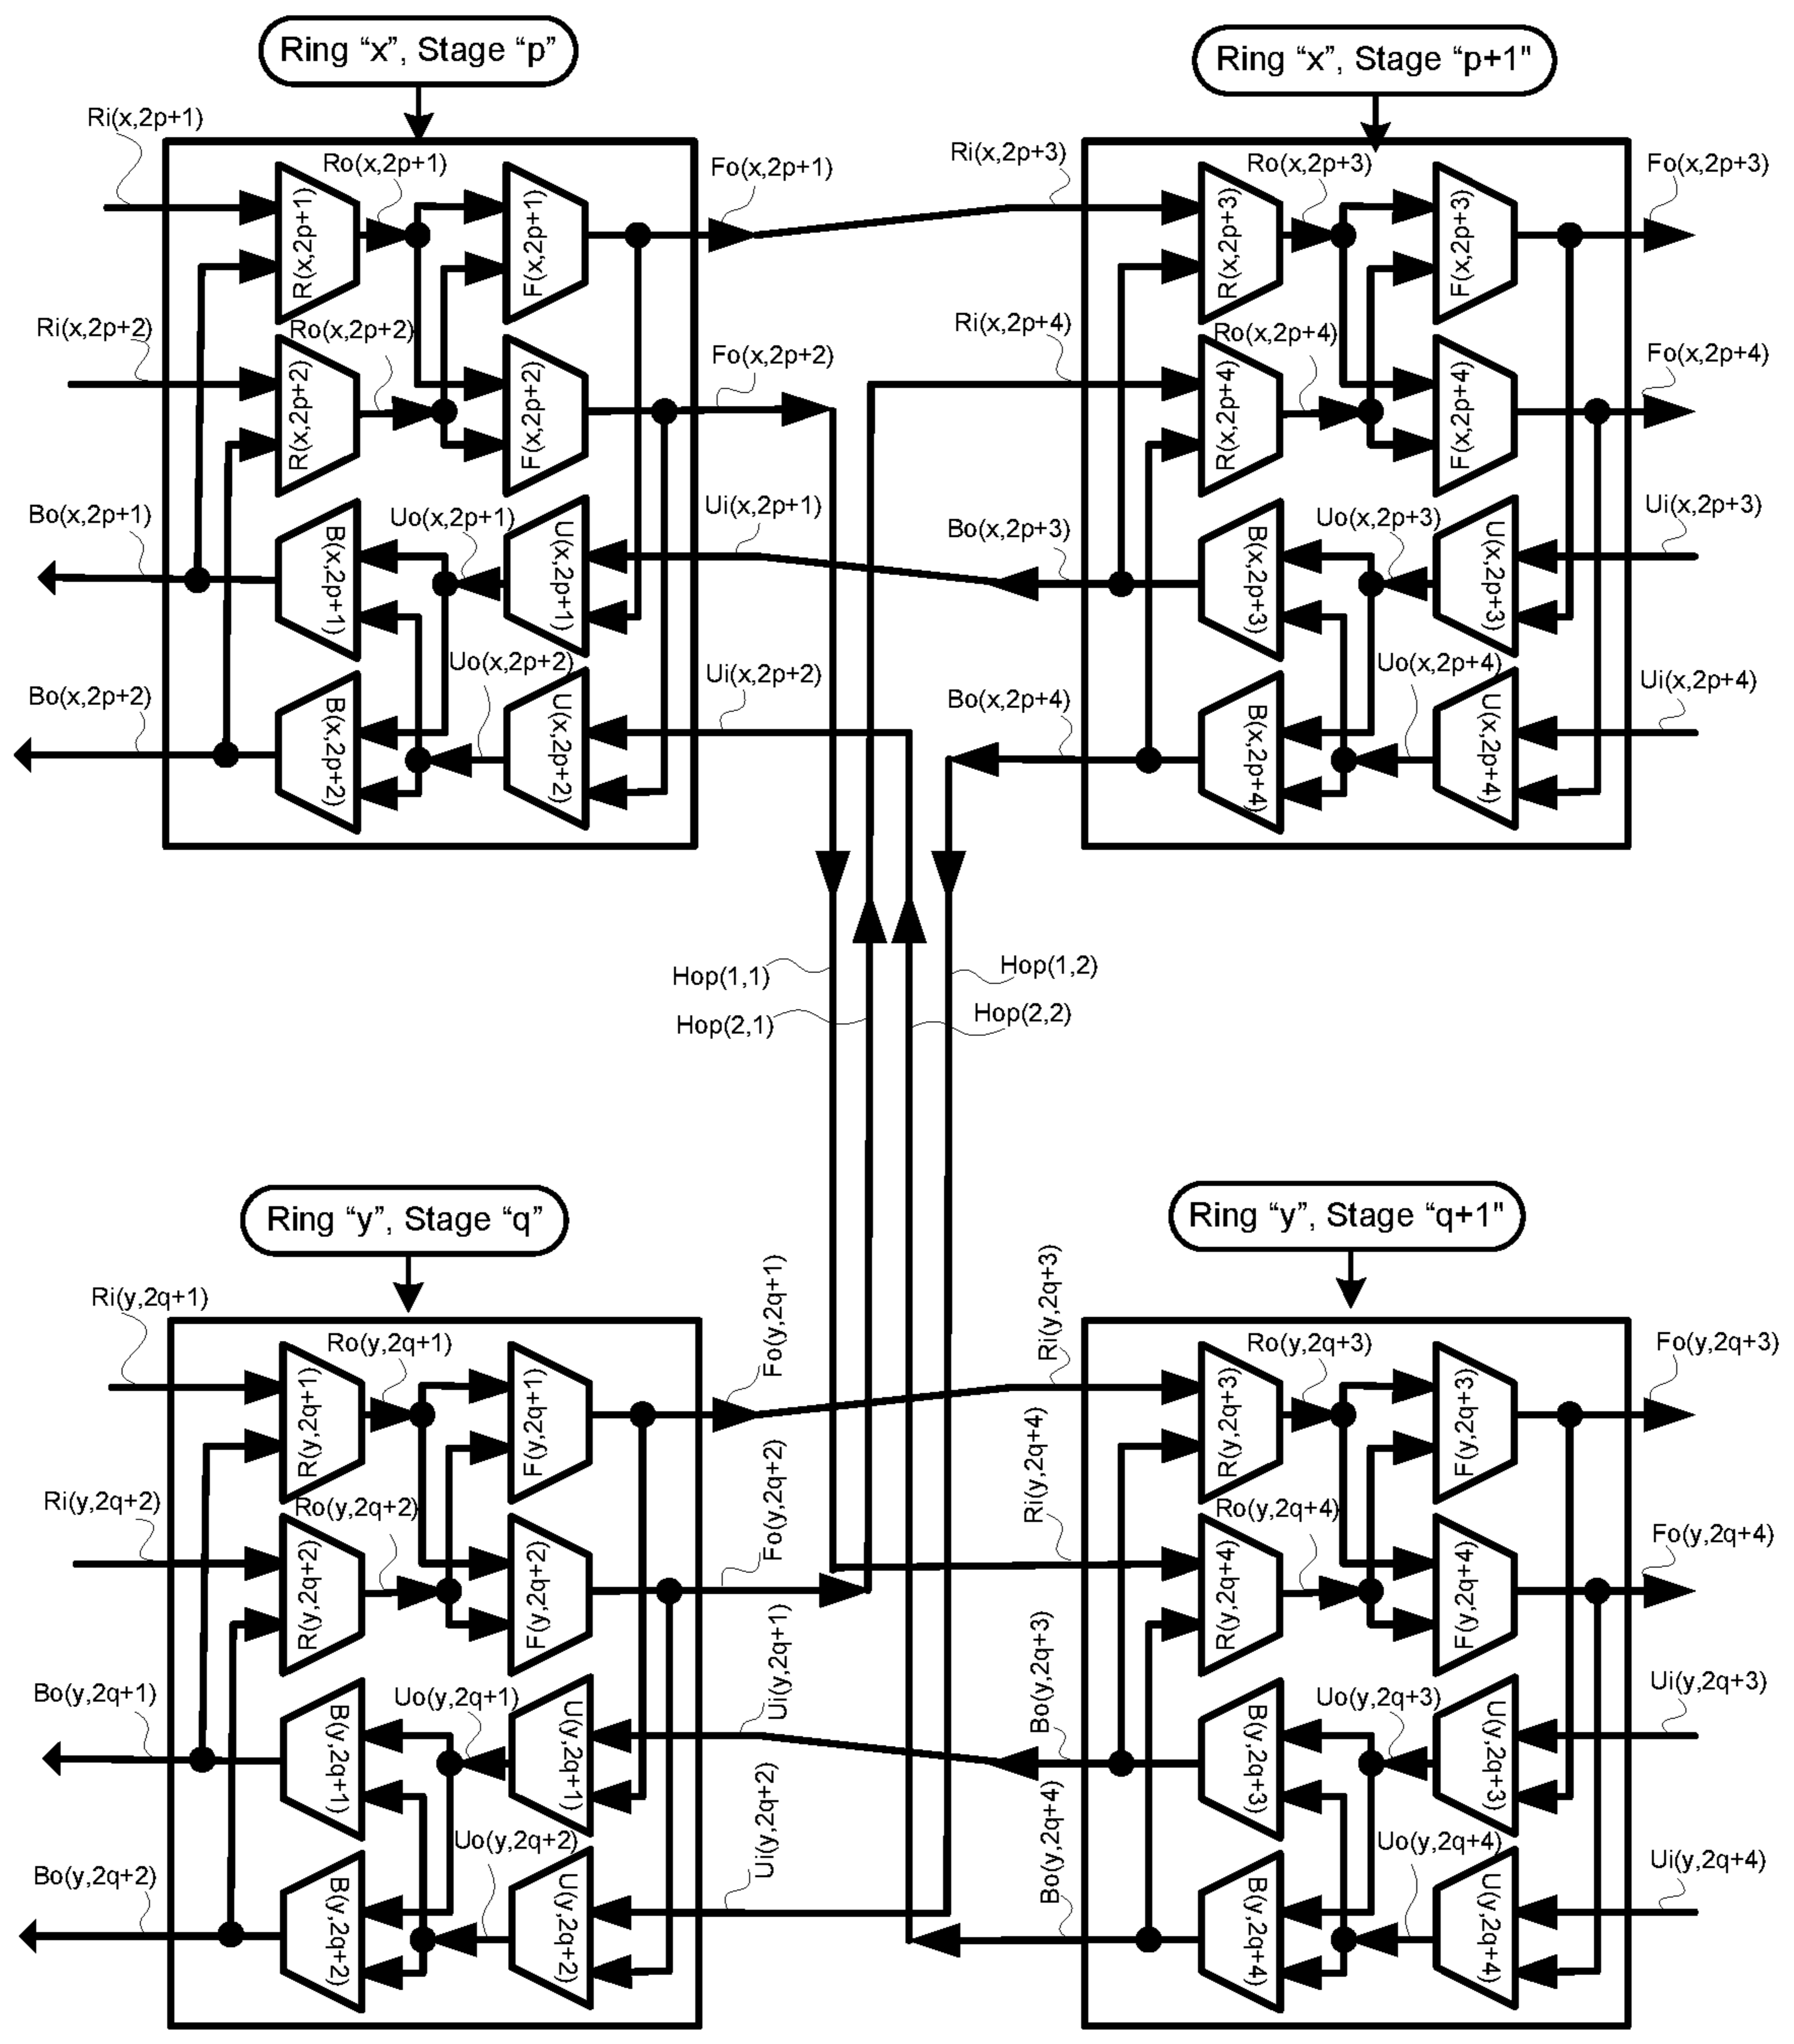 Ring “x”, Stage “p”
Ring “x”, Stage “p+1"
Ri(x,2p+1)
Ro(x,2p+1)
Fo(x,2p+1)
Ri(x,2p+3)
Ro(x,2p+3)
Fo(x,2p+3)
R(x,2p+1)
F(x,2p+1)
R(x,2p+3)
F(x,2p+3)
Ri(x,2p+2)
Ro(x,2p+2)
Fo(x,2p+2)
Ri(x,2p+4)
Ro(x,2p+4)
Fo(x,2p+4)
R(x,2p+2)
F(x,2p+2)
R(x,2p+4)
F(x,2p+4)
Bo(x,2p+1)
Uo(x,2p+1)
Ui(x,2p+1)
Bo(x,2p+3)
Uo(x,2p+3)
Ui(x,2p+3)
B(x,2p+1)
U(x,2p+1)
B(x,2p+3)
U(x,2p+3)
Bo(x,2p+2)
Uo(x,2p+2)
Ui(x,2p+2)
Bo(x,2p+4)
Uo(x,2p+4)
Ui(x,2p+4)
B(x,2p+2)
U(x,2p+2)
B(x,2p+4)
U(x,2p+4)
Hop(1,1)
Hop(1,2)
Hop(2,1)
Hop(2,2)
Ring “y”, Stage “q”
Ring “y”, Stage “q+1"
Ri(y,2q+1)
Ro(y,2q+1)
Fo(y,2q+1)
Ri(y,2q+3)
Ro(y,2q+3)
Fo(y,2q+3)
R(y,2q+1)
F(y,2q+1)
R(y,2q+3)
F(y,2q+3)
Ri(y,2q+2)
Ro(y,2q+2)
Fo(y,2q+2)
Ri(y,2q+4)
Ro(y,2q+4)
Fo(y,2q+4)
R(y,2q+2)
F(y,2q+2)
R(y,2q+4)
F(y,2q+4)
Bo(y,2q+1)
Uo(y,2q+1)
Ui(y,2q+1)
Bo(y,2q+3)
Uo(y,2q+3)
Ui(y,2q+3)
B(y,2q+1)
U(y,2q+1)
B(y,2q+3)
U(y,2q+3)
Bo(y,2q+2)
Uo(y,2q+2)
Ui(y,2q+2)
Bo(y,2q+4)
Uo(y,2q+4)
Ui(y,2q+4)
B(y,2q+2)
U(y,2q+2)
B(y,2q+4)
U(y,2q+4)